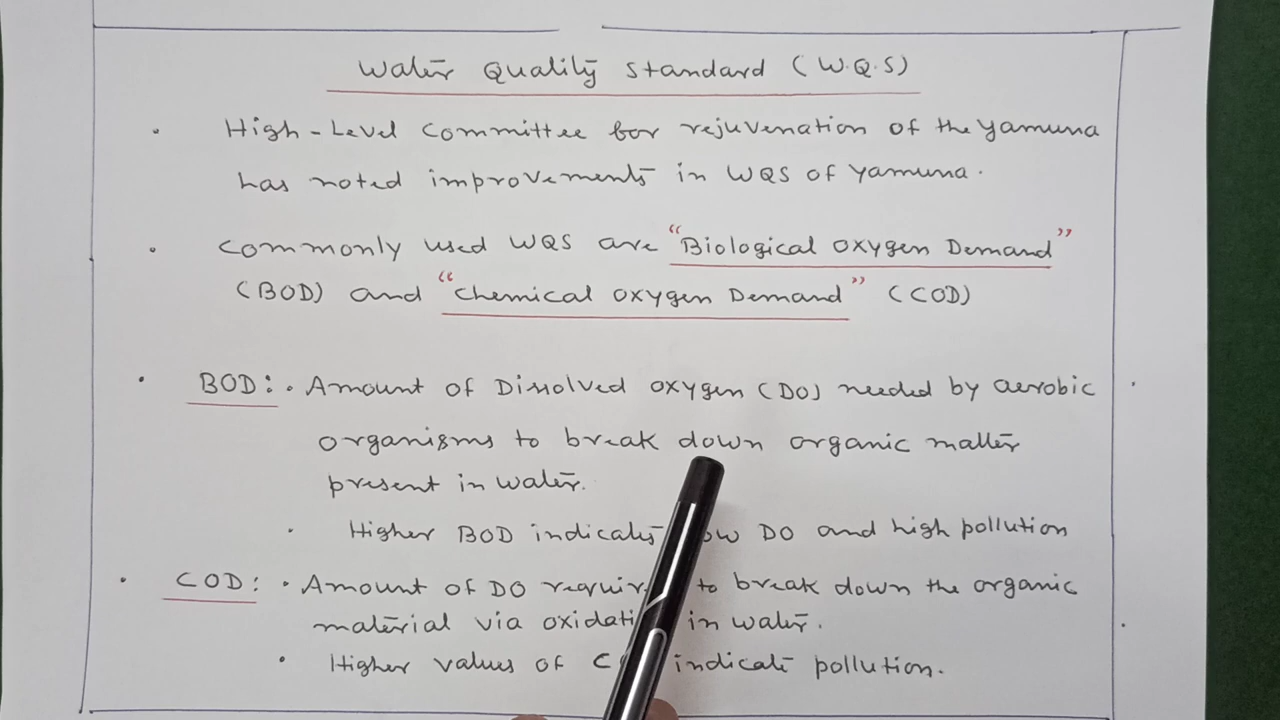 Water Quality Standard (W.Q.S)
• High-Level Committee for rejuvenation of the Yamuna
has noted improvements in WQS of Yamuna.
• Commonly used WQS are "Biological Oxygen Demand"
(BOD) and "Chemical Oxygen Demand" (COD)
• BOD: • Amount of Dissolved Oxygen (DO) needed by aerobic
organisms to break down organic matter
present in water.
• Higher BOD indicates DO and high pollution
• COD: • Amount of DO to break down the organic
material via in water.
• Higher values of indicate pollution.